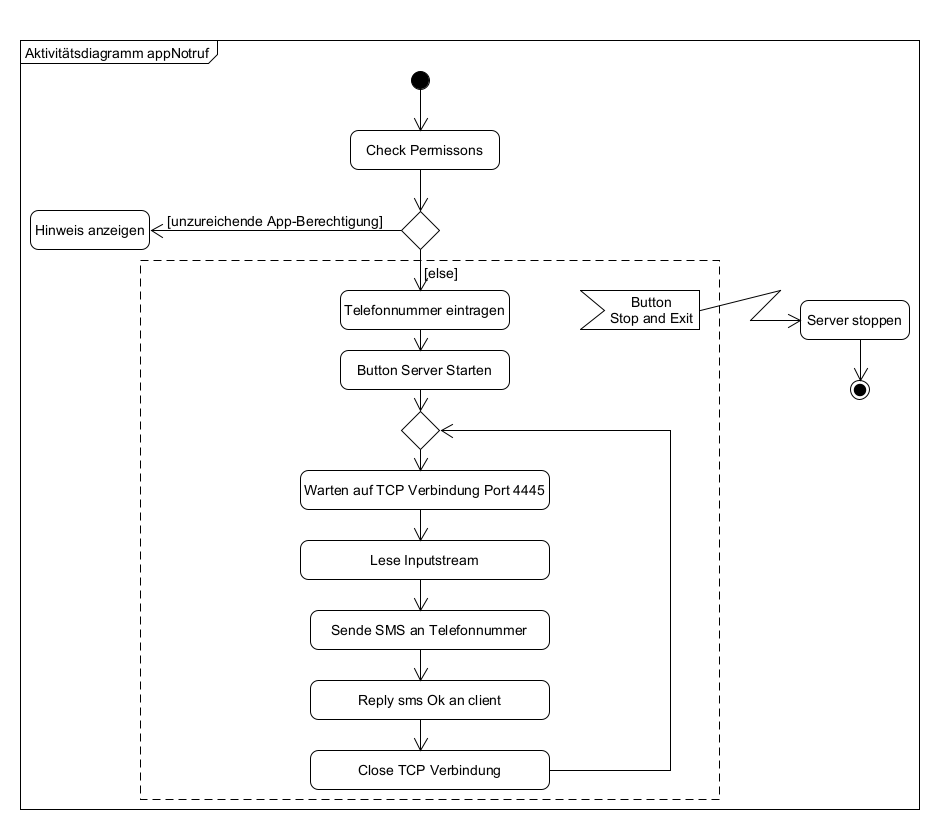 Aktivitätsdiagramm appNotruf
Check Permissons
[unzureichende App-Berechtigung]
Hinweis anzeigen
[else]
Telefonnummer eintragen
Button
Stop and Exit
Server stoppen
Button Server Starten
Warten auf TCP Verbindung Port 4445
Lese Inputstream
Sende SMS an Telefonnummer
Reply sms Ok an client
Close TCP Verbindung